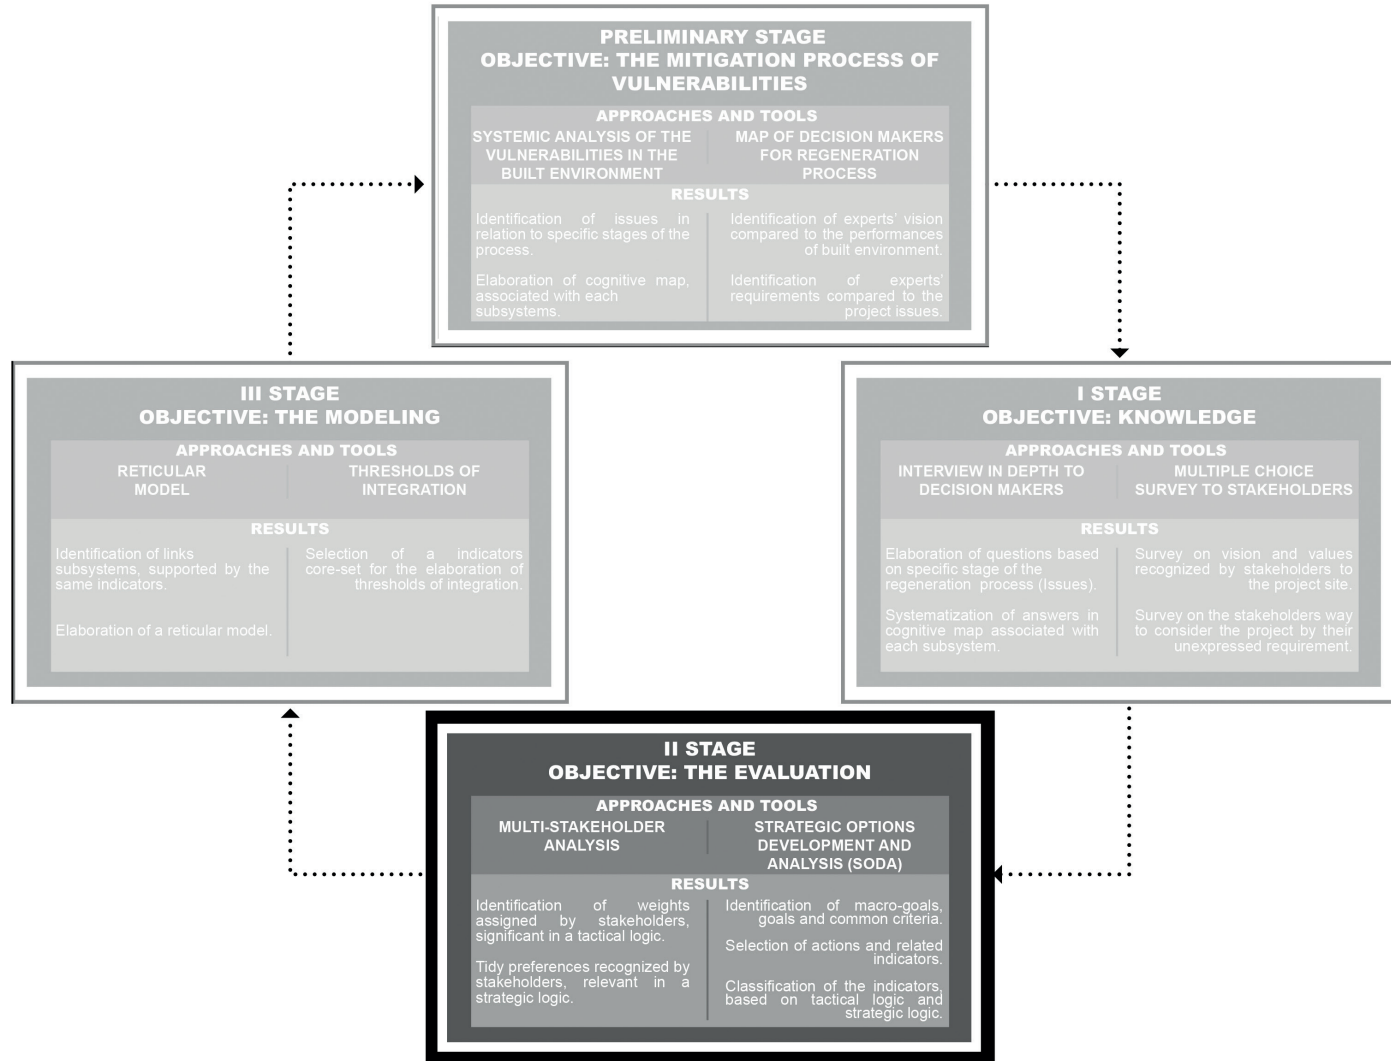 PRELIMINARY STAGE
OBJECTIVE: THE MITIGATION PROCESS OF
VULNERABILITIES
APPROACHES AND TOOLS
SYSTEMIC ANALYSIS OF THE
VULNERABILITIES IN THE
BUILT ENVIRONMENT
MAP OF DECISION MAKERS
FOR REGENERATION
PROCESS
RESULTS
Identification of issues in
relation to specific stages of the
process.
Elaboration of cognitive map,
associated with each
subsystems.
Identification of experts' vision
compared to the performances
of built environment.
Identification of experts'
requirements compared to the
project issues.
III STAGE
OBJECTIVE: THE MODELING
APPROACHES AND TOOLS
RETICULAR
MODEL
THRESHOLDS OF
INTEGRATION
RESULTS
Identification of links
subsystems, supported by the
same indicators.
Elaboration of a reticular model.
Selection of a indicators
core-set for the elaboration of
thresholds of integration.
I STAGE
OBJECTIVE: KNOWLEDGE
APPROACHES AND TOOLS
INTERVIEW IN DEPTH TO
DECISION MAKERS
MULTIPLE CHOICE
SURVEY TO STAKEHOLDERS
RESULTS
Elaboration of questions based
on specific stage of the
regeneration process (Issues).
Systematization of answers in
cognitive map associated with
each subsystem.
Survey on vision and values
recognized by stakeholders to
the project site.
Survey on the stakeholders way
to consider the project by their
unexpressed requirement.
II STAGE
OBJECTIVE: THE EVALUATION
APPROACHES AND TOOLS
MULTI-STAKEHOLDER
ANALYSIS
STRATEGIC OPTIONS
DEVELOPMENT AND
ANALYSIS (SODA)
RESULTS
Identification of weights
assigned by stakeholders,
significant in a tactical logic.
Tidy preferences recognized by
stakeholders, relevant in a
strategic logic.
Identification of macro-goals,
goals and common criteria.
Selection of actions and related
indicators.
Classification of the indicators,
based on tactical logic and
strategic logic.